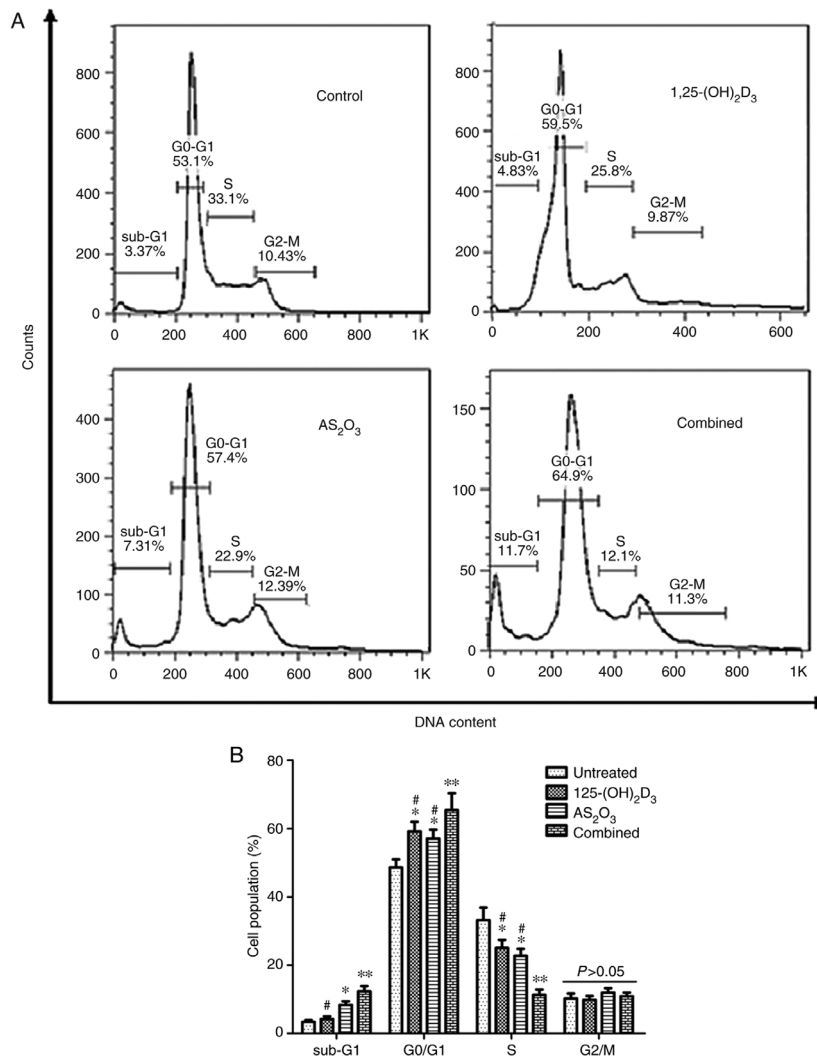 A
Counts
800
600
400
200
0
Control
G0-G1
53.1%
S
33.1%
sub-G1
3.37%
G2-M
10.43%
0 200 400 600 800 1K
800
600
400
200
0
1,25-(OH)₂D₃
G0-G1
59.5%
sub-G1
4.83%
S
25.8%
G2-M
9.87%
0 200 400 600
400
300
200
100
0
AS₂O₃
G0-G1
57.4%
sub-G1
7.31%
S
22.9%
G2-M
12.39%
0 200 400 600 800 1K
150
100
50
0
Combined
G0-G1
64.9%
sub-G1
11.7%
S
12.1%
G2-M
11.3%
0 200 400 600 800 1K
DNA content
B
Cell population (%)
80
60
40
20
0
Untreated
125-(OH)₂D₃
AS₂O₃
Combined
# * **
# # **
* *
# # **
* *
P>0.05
sub-G1 G0/G1 S G2/M